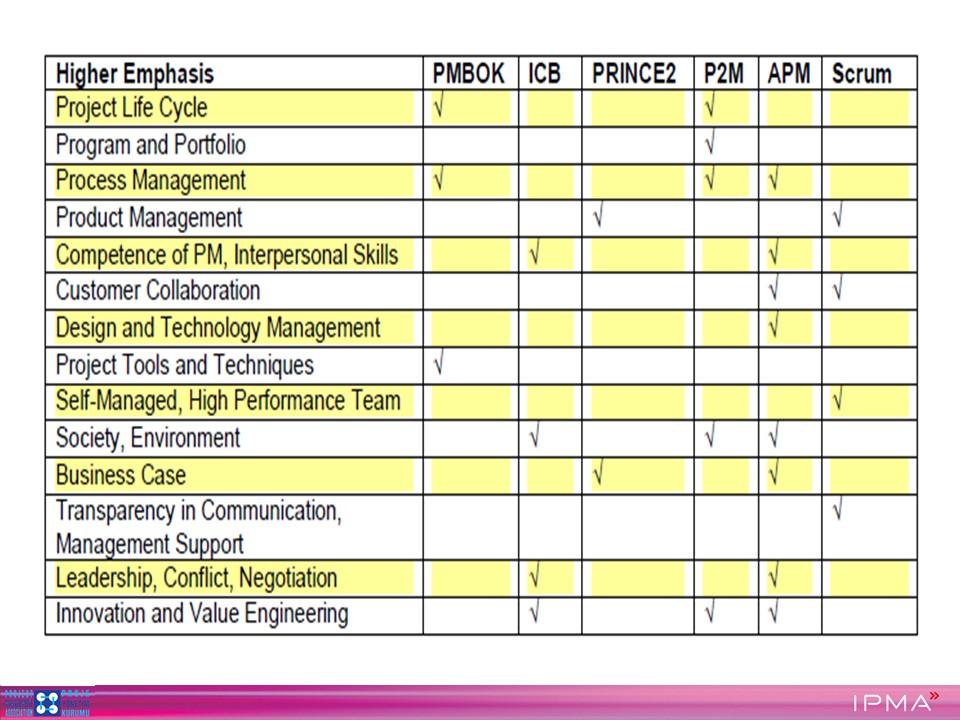 Higher Emphasis PMBOK ICB PRINCE2 P2M APM Scrum
Project Life Cycle √ √
Program and Portfolio √
Process Management √ √ √
Product Management √ √
Competence of PM, Interpersonal Skills √ √
Customer Collaboration √ √
Design and Technology Management √
Project Tools and Techniques √
Self-Managed, High Performance Team √
Society, Environment √ √ √
Business Case √ √
Transparency in Communication, √
Management Support
Leadership, Conflict, Negotiation √ √
Innovation and Value Engineering √ √ √
IPMA